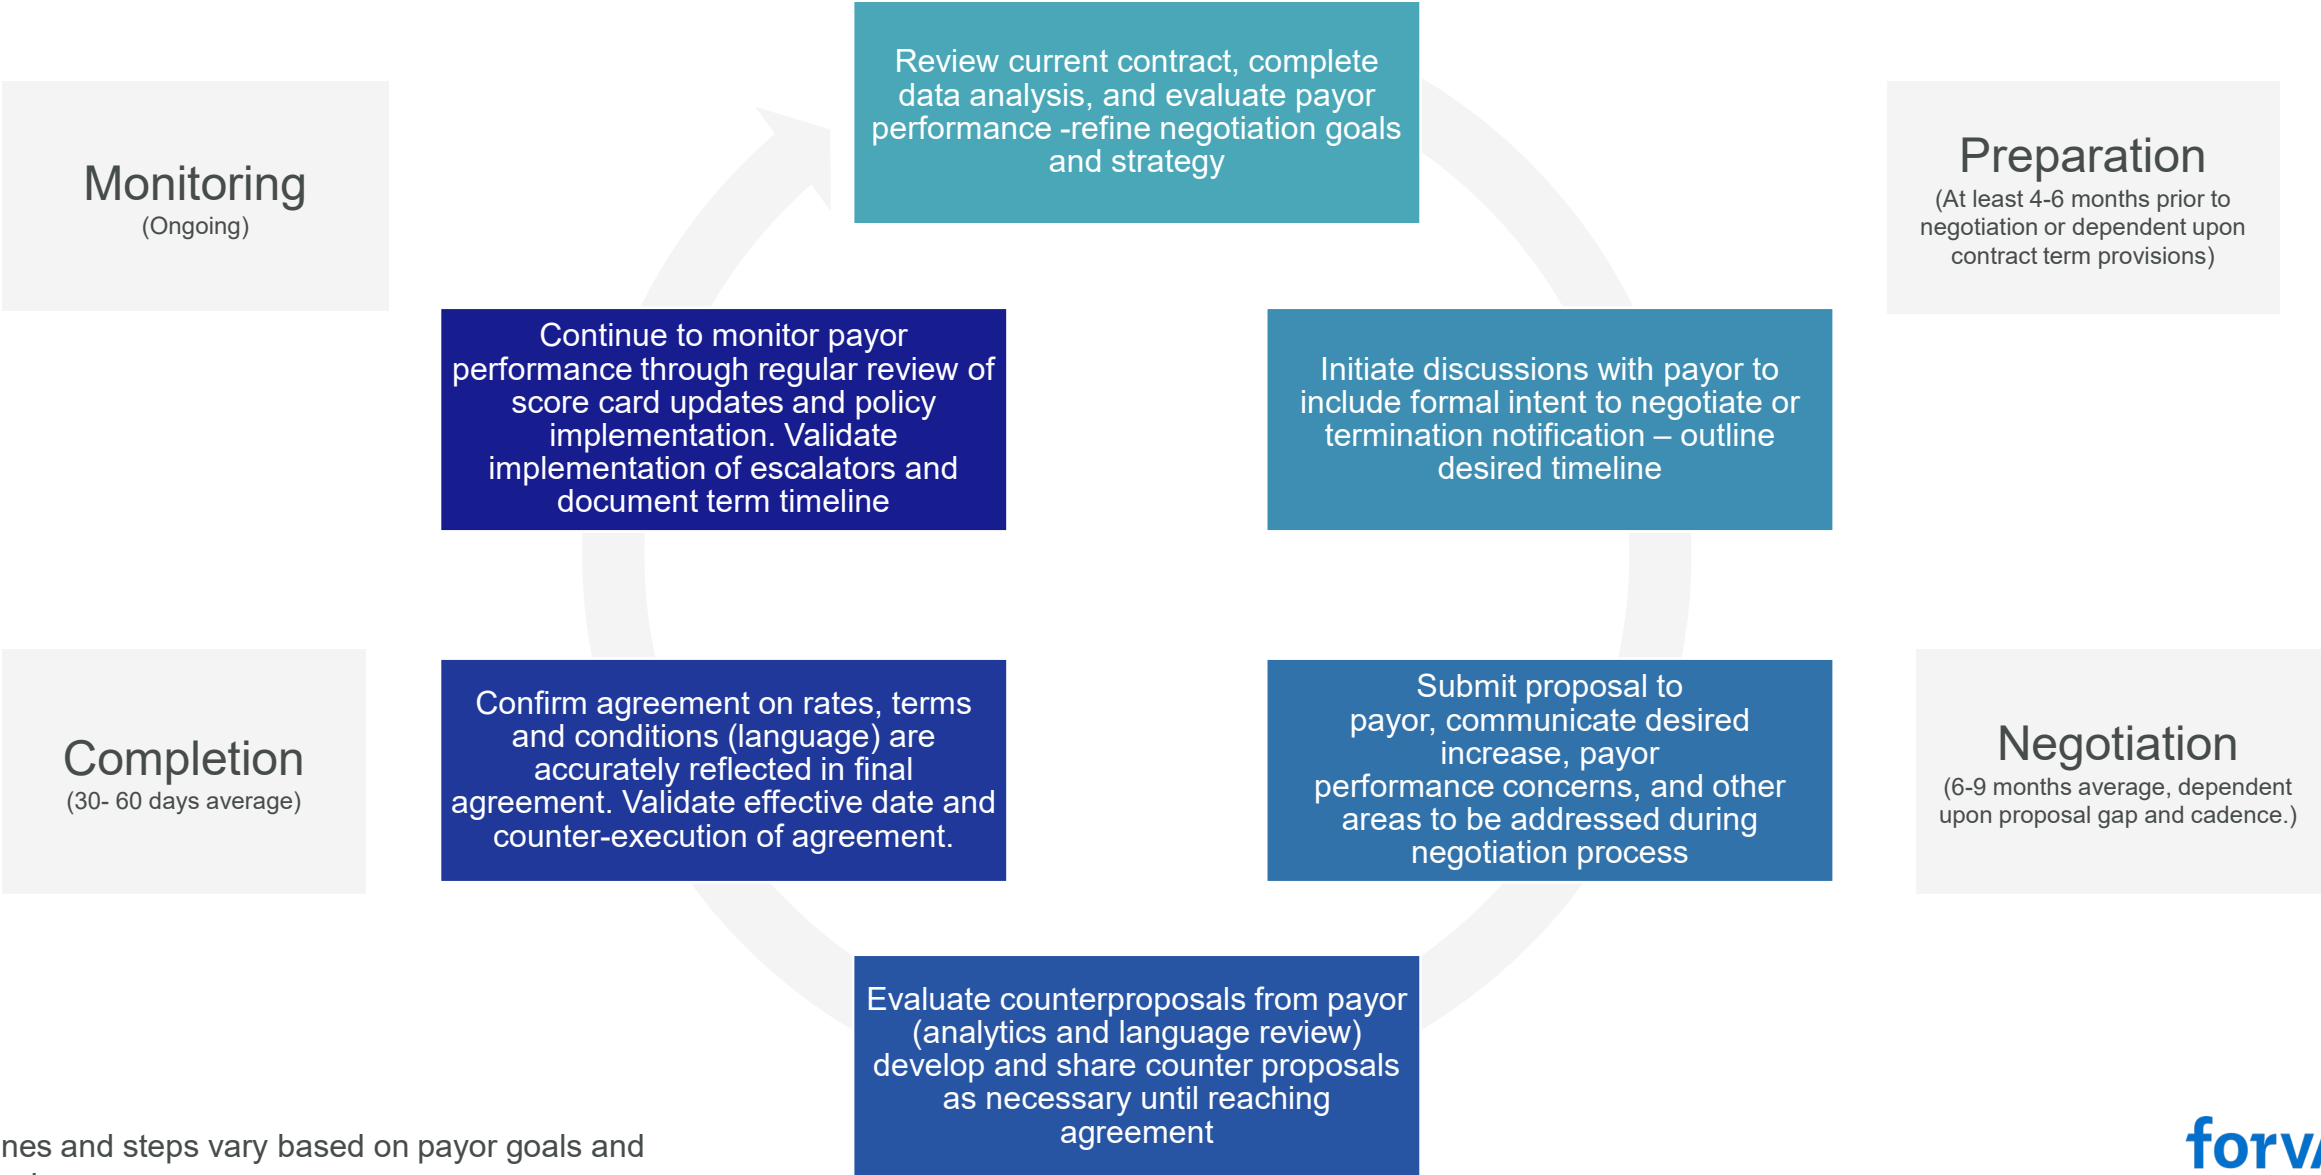 Review current contract, complete
data analysis, and evaluate payor
performance -refine negotiation goals
and strategy
Monitoring
(Ongoing)
Preparation
(At least 4-6 months prior to
negotiation or dependent upon
contract term provisions)
Continue to monitor payor
performance through regular review of
score card updates and policy
implementation. Validate
implementation of escalators and
document term timeline
Initiate discussions with payor to
include formal intent to negotiate or
termination notification – outline
desired timeline
Completion
(30- 60 days average)
Confirm agreement on rates, terms
and conditions (language) are
accurately reflected in final
agreement. Validate effective date and
counter-execution of agreement.
Submit proposal to
payor, communicate desired
increase, payor
performance concerns, and other
areas to be addressed during
negotiation process
Negotiation
(6-9 months average, dependent
upon proposal gap and cadence.)
Evaluate counterproposals from payor
(analytics and language review)
develop and share counter proposals
as necessary until reaching
agreement
nes and steps vary based on payor goals and
forv